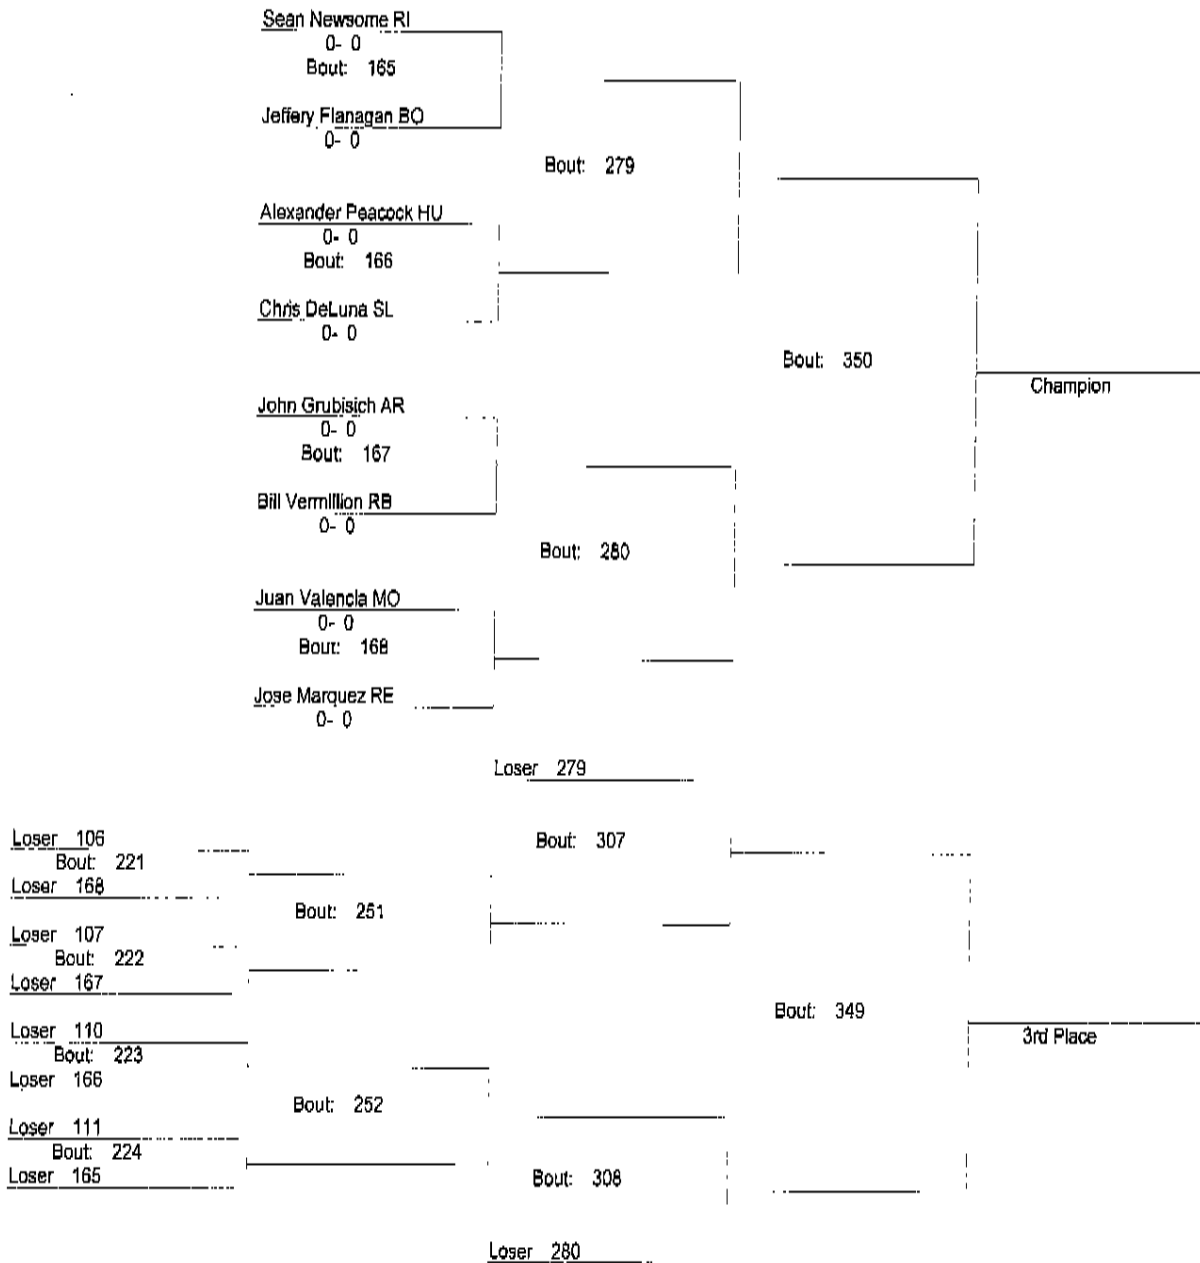 Sean Newsome RI
0- 0
Bout: 165
Jeffery Flanagan BO
0- 0
Bout: 279
Alexander Peacock HU
0- 0
Bout: 166
Chris DeLuna SL
0- 0
Bout: 350
Champion
John Grubisich AR
0- 0
Bout: 167
Bill Vermillion RB
0- 0
Bout: 280
Juan Valencia MO
0- 0
Bout: 168
Jose Marquez RE
0- 0
Loser 279
Loser 106
Bout: 221
Loser 168
Bout: 307
Bout: 251
Loser 107
Bout: 222
Loser 167
Loser 110
Bout: 223
Loser 166
Bout: 349
3rd Place
Bout: 252
Loser 111
Bout: 224
Loser 165
Bout: 308
Loser 280